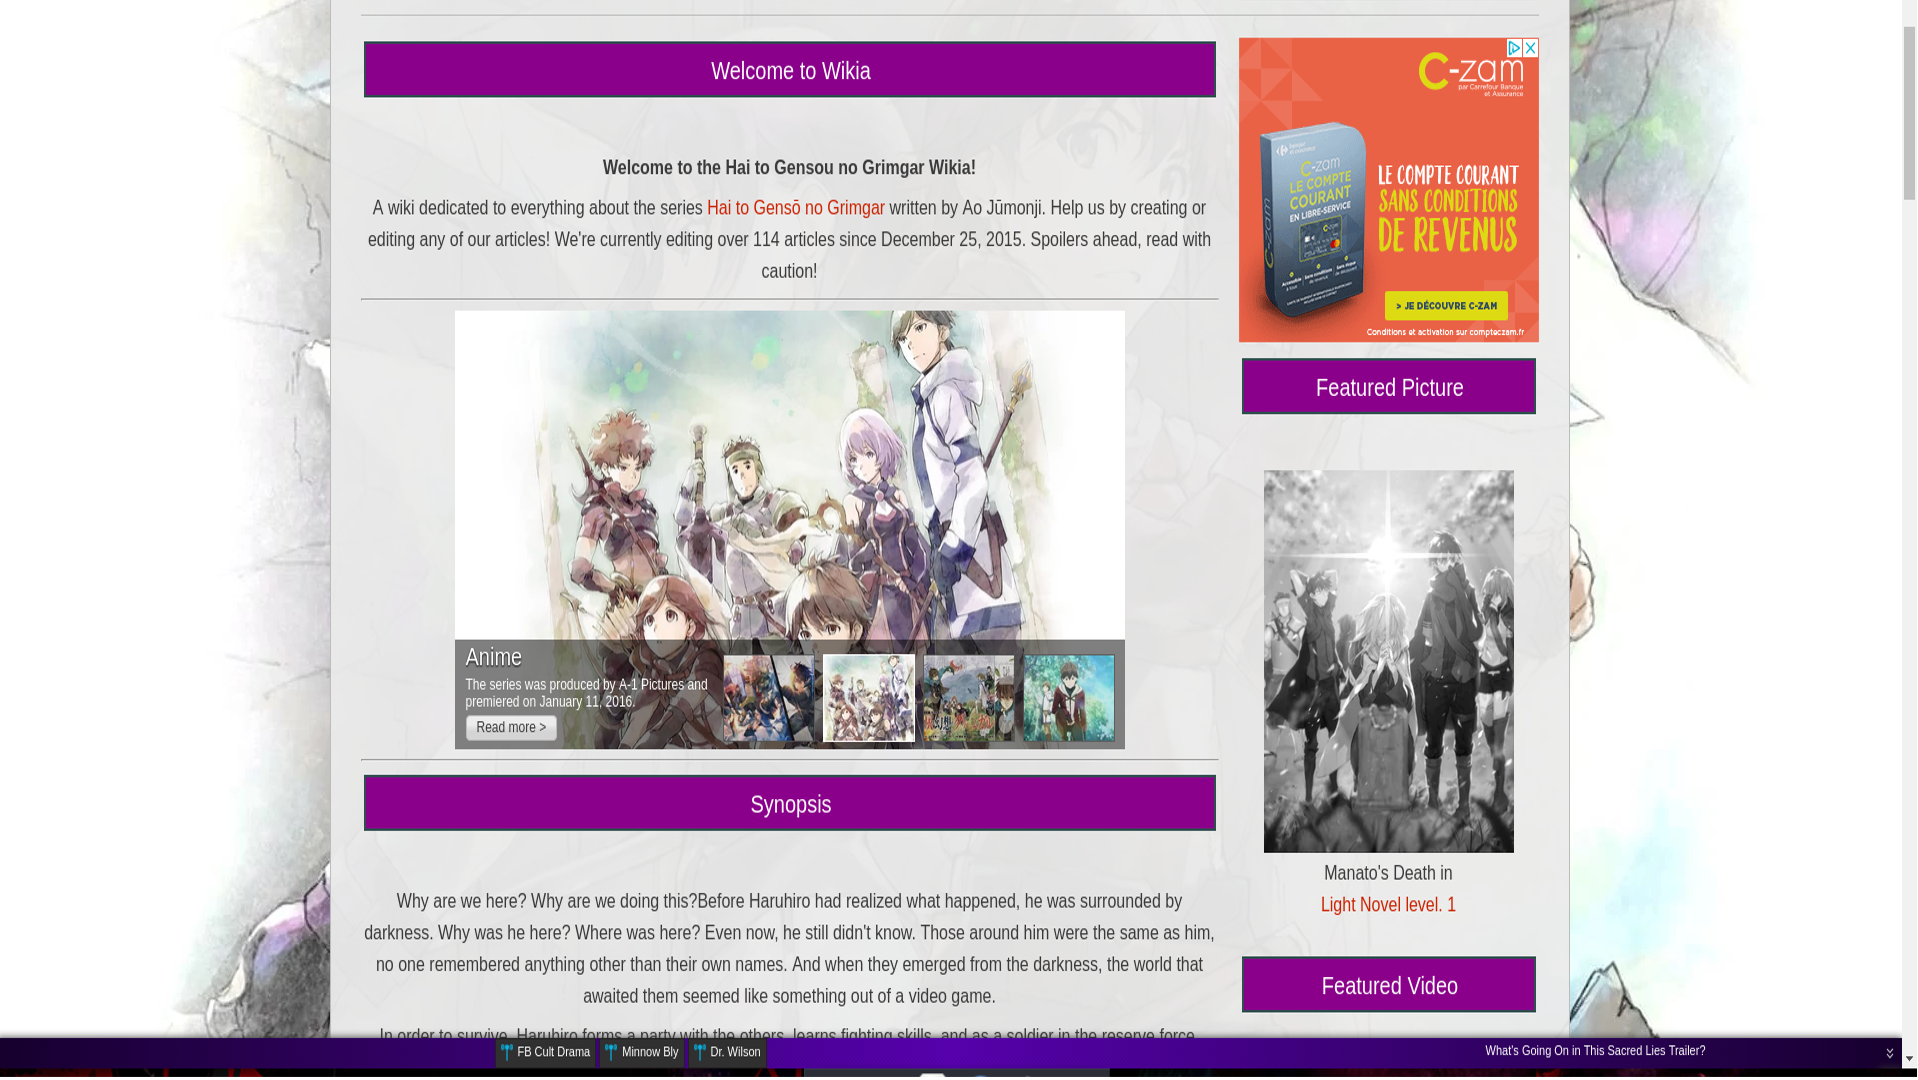 Welcome to Wikia
Welcome to the Hai to Gensou no Grimgar Wikia!
A wiki dedicated to everything about the series Hai to Gensō no Grimgar written by Ao Jūmonji. Help us by creating or
editing any of our articles! We're currently editing over 114 articles since December 25, 2015. Spoilers ahead, read with
caution!
Anime
The series was produced by A-1 Pictures and
premiered on January 11, 2016.
Read more >
Synopsis
Why are we here? Why are we doing this?Before Haruhiro had realized what happened, he was surrounded by
darkness. Why was he here? Where was here? Even now, he still didn't know. Those around him were the same as him,
no one remembered anything other than their own names. And when they emerged from the darkness, the world that
awaited them seemed like something out of a video game.
In order to survive, Haruhiro forms a party with the others, learns fighting skills, and as a soldier in the reserve force
C-zam
par Carrefour Banque
et Assurance
C-zam
LE COMPTE
COURANT
EN LIBRE-SERVICE
C-zam
LE COMPTE COURANT
SANS CONDITIONS
DE REVENUS
> JE DÉCOUVRE C-ZAM
Conditions et activation sur compteczam.fr
Featured Picture
Manato's Death in
Light Novel level. 1
Featured Video
FB Cult Drama
Minnow Bly
Dr. Wilson
What's Going On in This Sacred Lies Trailer?